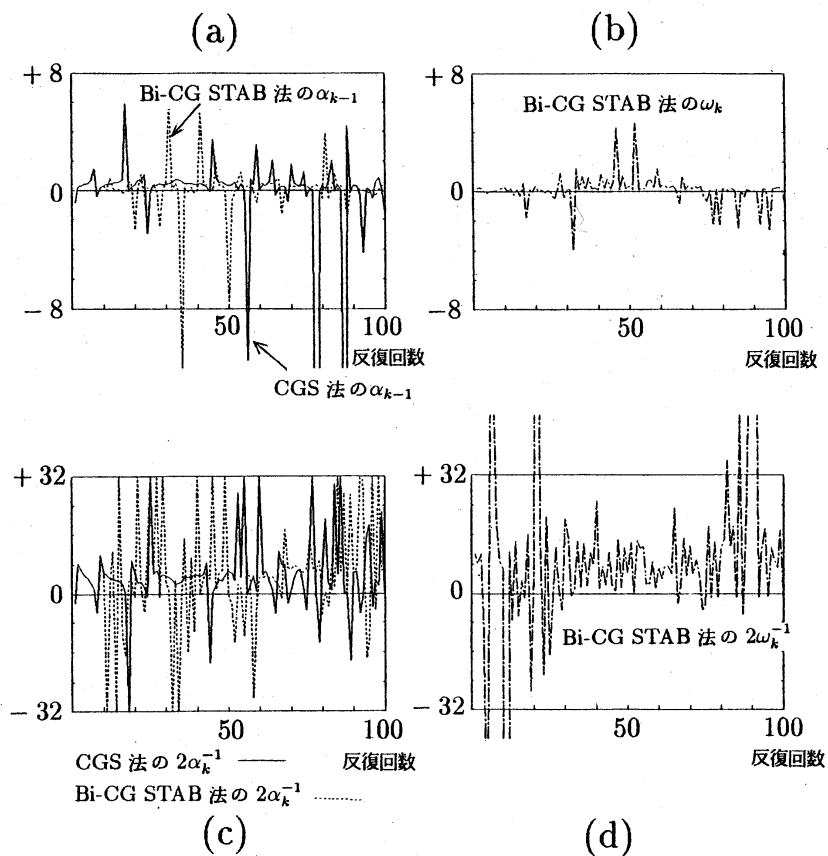 (a)
+8
0
−8
Bi-CG STAB 法の α_{k−1}
50
100
反復回数
CGS 法の α_{k−1}
(b)
+8
0
−8
Bi-CG STAB 法の ω_k
50
100
反復回数
+32
0
−32
50
100
反復回数
CGS 法の 2α_k^{−1}
Bi-CG STAB 法の 2α_k^{−1}
(c)
+32
0
−32
Bi-CG STAB 法の 2ω_k^{−1}
50
100
反復回数
(d)